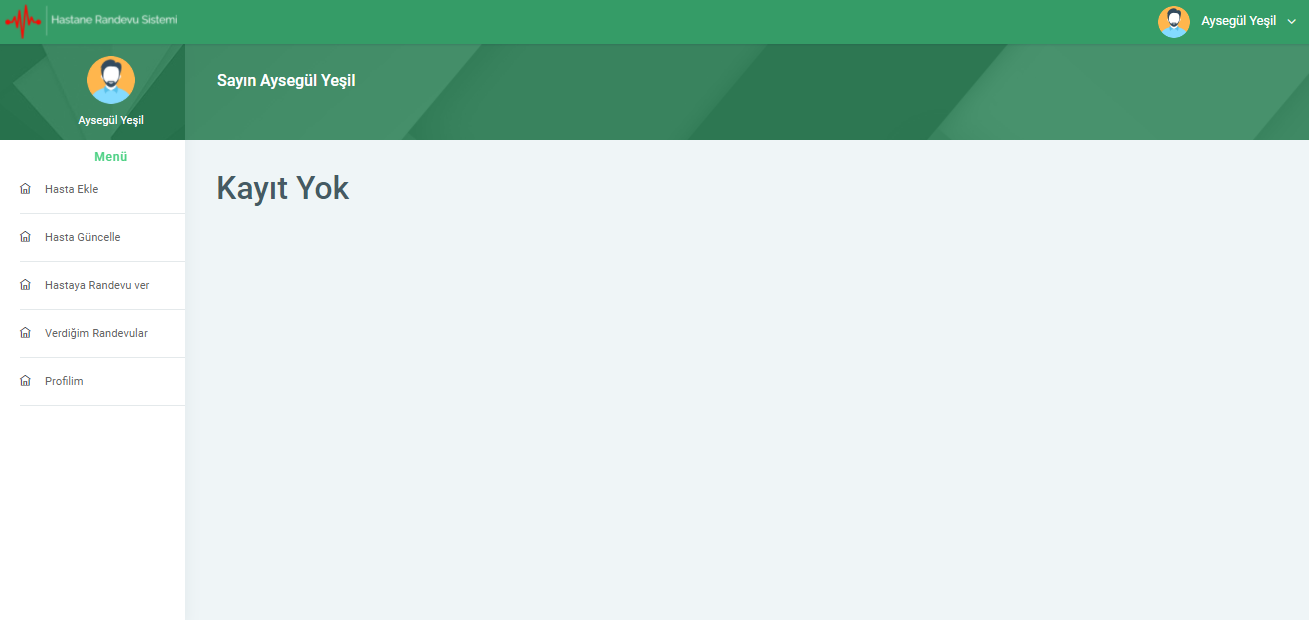 Hastane Randevu Sistemi
Aysegül Yeşil
Aysegül Yeşil
Sayın Aysegül Yeşil
Menü
Hasta Ekle
Hasta Güncelle
Hastaya Randevu ver
Verdiğim Randevular
Profilim
Kayıt Yok